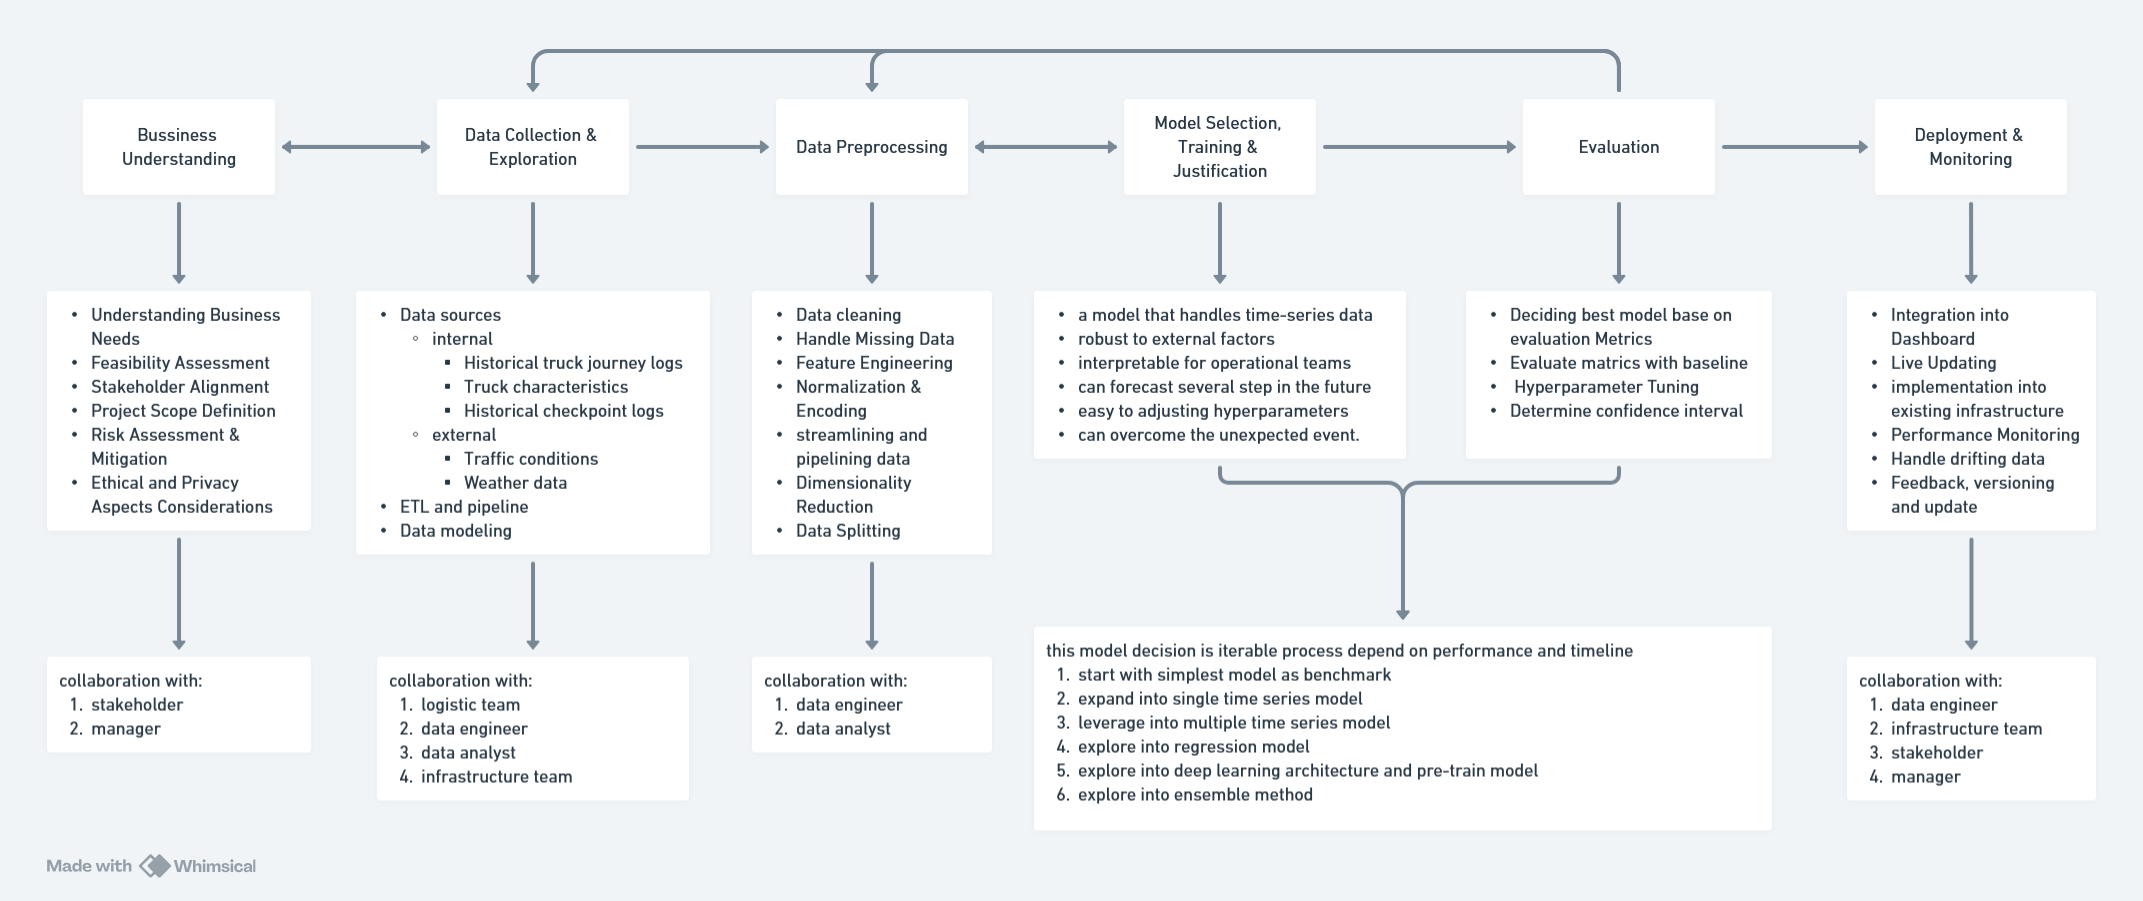 Bussiness
Understanding
Data Collection &
Exploration
Data Preprocessing
Model Selection,
Training &
Justification
Evaluation
Deployment &
Monitoring
• Understanding Business
Needs
• Feasibility Assessment
• Stakeholder Alignment
• Project Scope Definition
• Risk Assessment &
Mitigation
• Ethical and Privacy
Aspects Considerations
• Data sources
◦ internal
▪ Historical truck journey logs
▪ Truck characteristics
▪ Historical checkpoint logs
◦ external
▪ Traffic conditions
▪ Weather data
• ETL and pipeline
• Data modeling
• Data cleaning
• Handle Missing Data
• Feature Engineering
• Normalization &
Encoding
• streamlining and
pipelining data
• Dimensionality
Reduction
• Data Splitting
• a model that handles time-series data
• robust to external factors
• interpretable for operational teams
• can forecast several step in the future
• easy to adjusting hyperparameters
• can overcome the unexpected event.
• Deciding best model base on
evaluation Metrics
• Evaluate matrics with baseline
• Hyperparameter Tuning
• Determine confidence interval
• Integration into
Dashboard
• Live Updating
• implementation into
existing infrastructure
• Performance Monitoring
• Handle drifting data
• Feedback, versioning
and update
collaboration with:
1. stakeholder
2. manager
collaboration with:
1. logistic team
2. data engineer
3. data analyst
4. infrastructure team
collaboration with:
1. data engineer
2. data analyst
this model decision is iterable process depend on performance and timeline
1. start with simplest model as benchmark
2. expand into single time series model
3. leverage into multiple time series model
4. explore into regression model
5. explore into deep learning architecture and pre-train model
6. explore into ensemble method
collaboration with:
1. data engineer
2. infrastructure team
3. stakeholder
4. manager
Made with Whimsical